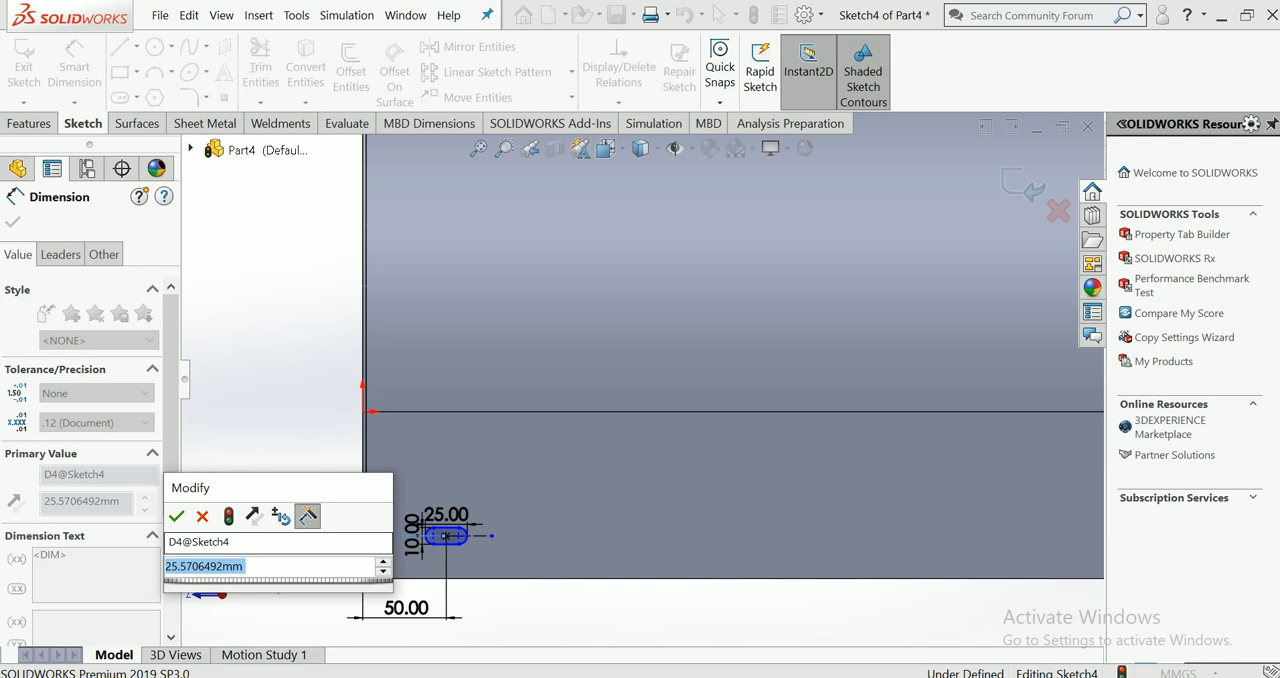 SOLIDWORKS File Edit View Insert Tools Simulation Window Help Sketch4 of Part4 * Search Community Forum ?
Exit Sketch
Smart Dimension
Trim Entities
Convert Entities
Offset Entities
Offset On Surface
Mirror Entities
Linear Sketch Pattern
Move Entities
Display/Delete Relations
Repair Sketch
Quick Snaps
Rapid Sketch
Instant2D
Shaded Sketch Contours
Features Sketch Surfaces Sheet Metal Weldments Evaluate MBD Dimensions SOLIDWORKS Add-Ins Simulation MBD Analysis Preparation
Part4 (Defaul...
Dimension
Value Leaders Other
Style
<NONE>
Tolerance/Precision
None
.12 (Document)
Primary Value
D4@Sketch4
25.5706492mm
Dimension Text
<DIM>
Modify
D4@Sketch4
25.5706492mm
25.00
10.00
50.00
Z
SOLIDWORKS Resour
Welcome to SOLIDWORKS
SOLIDWORKS Tools
Property Tab Builder
SOLIDWORKS Rx
Performance Benchmark
Test
Compare My Score
Copy Settings Wizard
My Products
Online Resources
3DEXPERIENCE
Marketplace
Partner Solutions
Subscription Services
Activate Windows
Go to Settings to activate Windows.
Model 3D Views Motion Study 1
SOLIDWORKS Premium 2019 SP3.0 Under Defined Editing Sketch4 MMGS